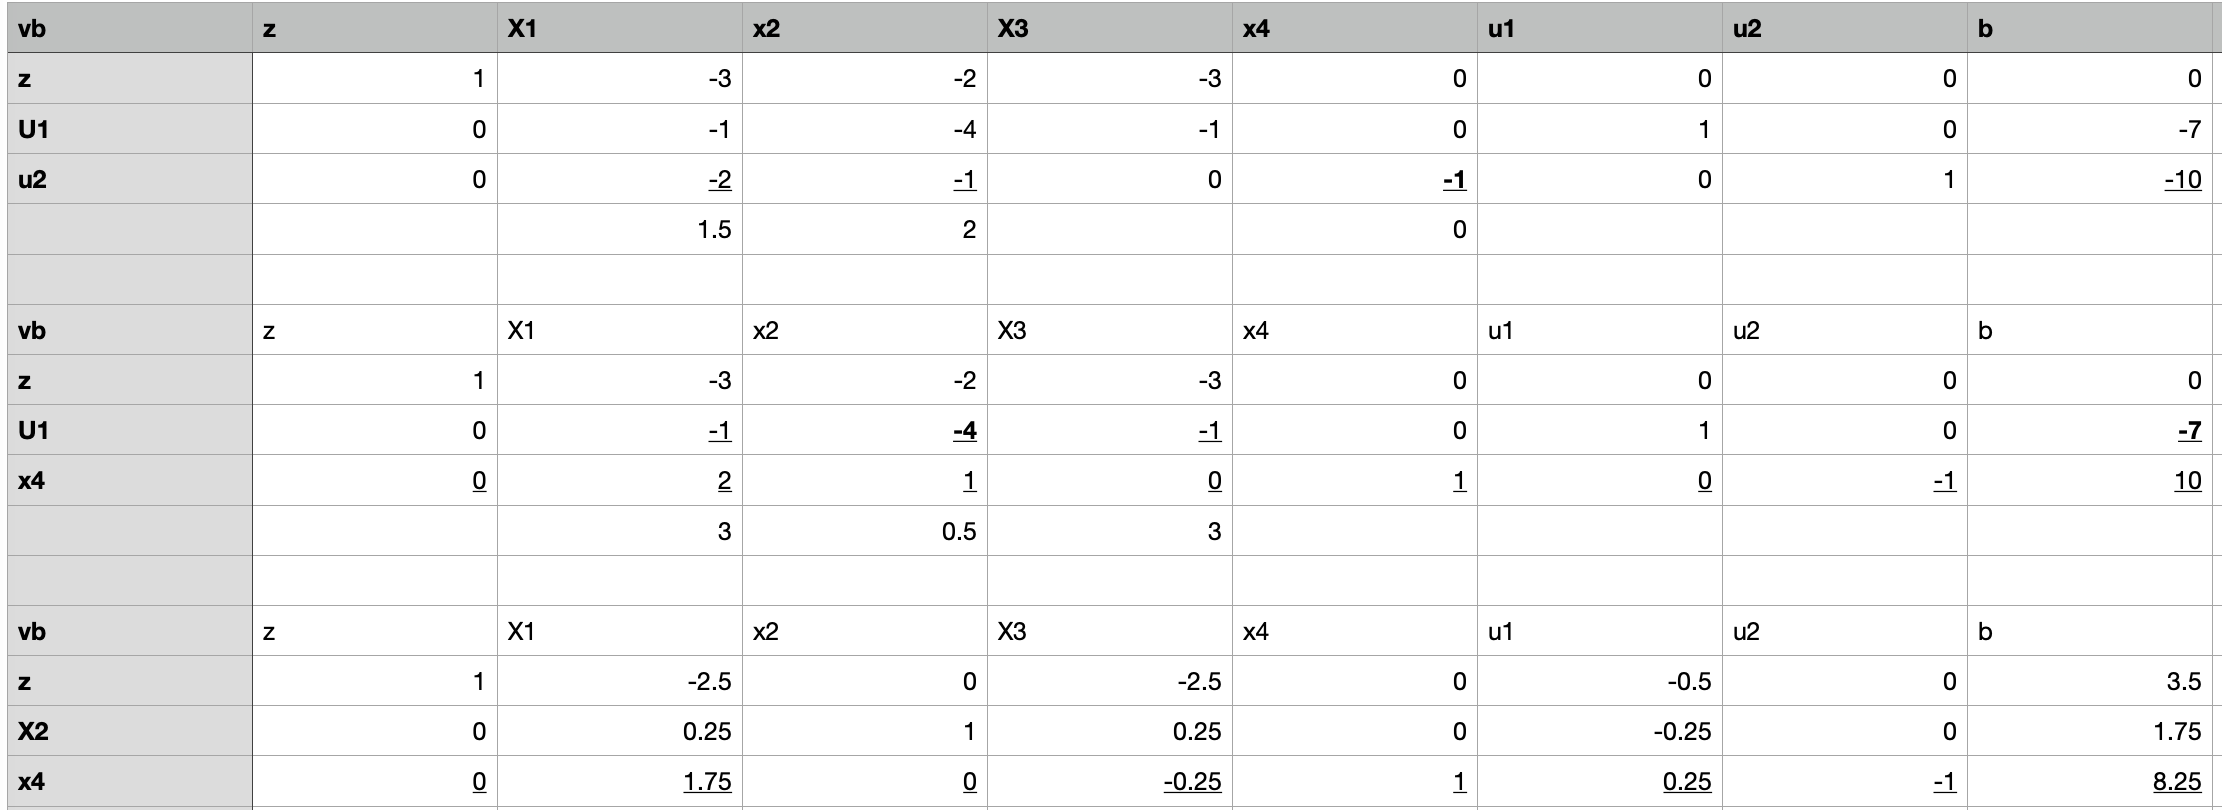 vb z X1 x2 X3 x4 u1 u2 b
z 1 -3 -2 -3 0 0 0 0
U1 0 -1 -4 -1 0 1 0 -7
u2 0 -2 -1 0 -1 0 1 -10
1.5 2 0
vb z X1 x2 X3 x4 u1 u2 b
z 1 -3 -2 -3 0 0 0 0
U1 0 -1 -4 -1 0 1 0 -7
x4 0 2 1 0 1 0 -1 10
3 0.5 3
vb z X1 x2 X3 x4 u1 u2 b
z 1 -2.5 0 -2.5 0 -0.5 0 3.5
X2 0 0.25 1 0.25 0 -0.25 0 1.75
x4 0 1.75 0 -0.25 1 0.25 -1 8.25